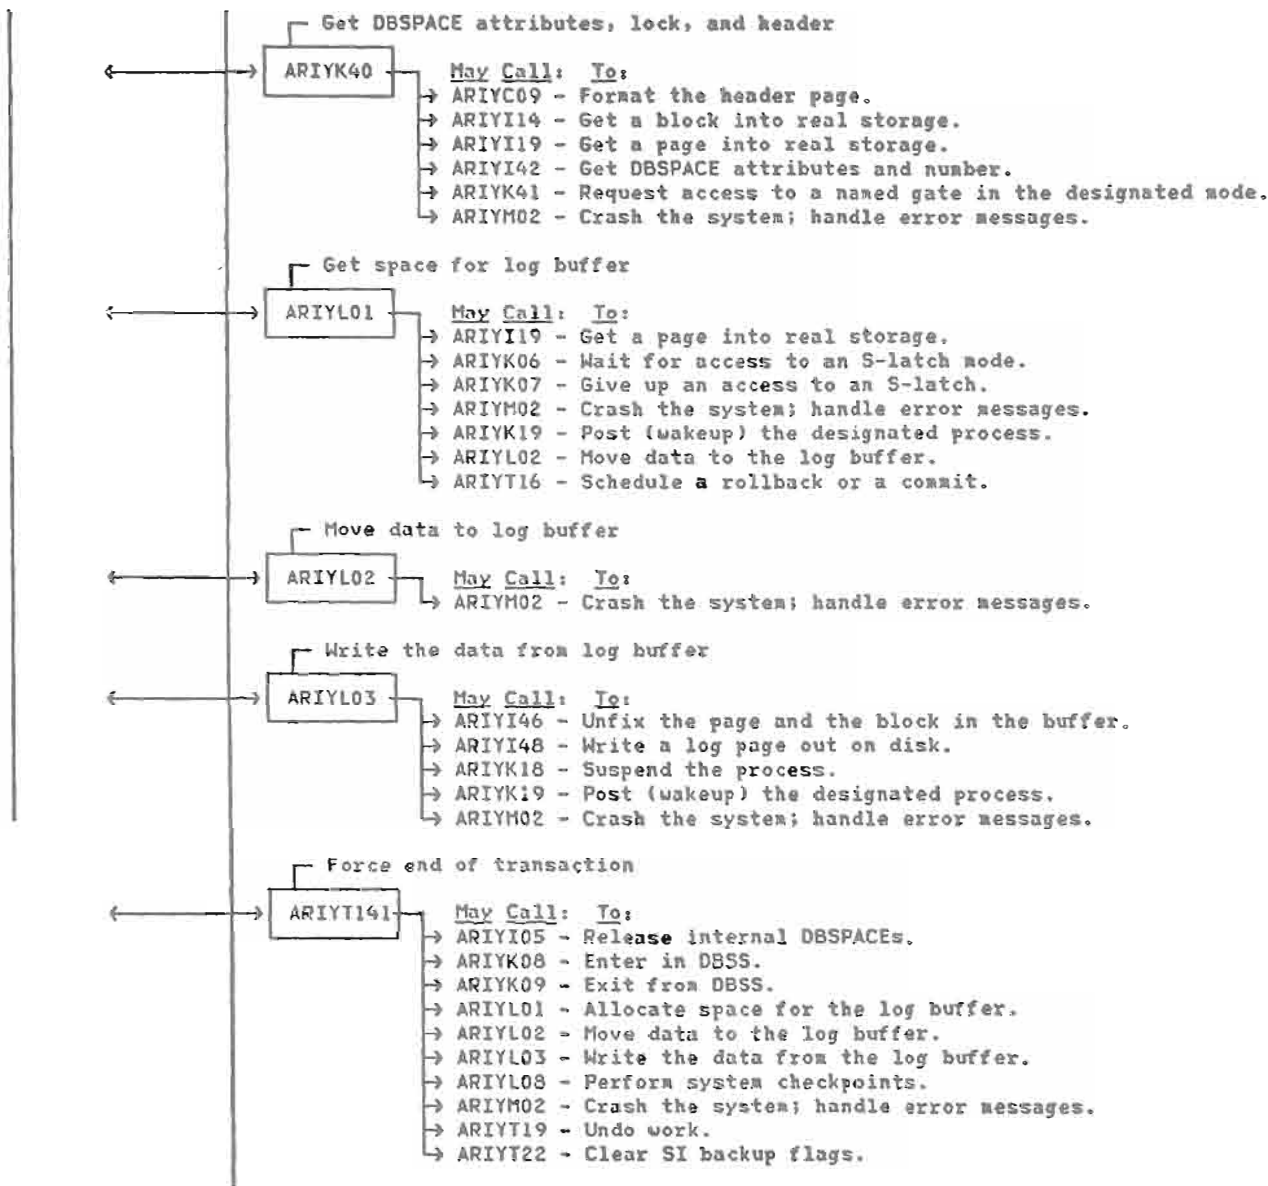 Get DBSPACE attributes, lock, and header
ARIYK40
May Call: To:
ARIYC09 - Format the header page.
ARIYI14 - Get a block into real storage.
ARIYI19 - Get a page into real storage.
ARIYI42 - Get DBSPACE attributes and number.
ARIYK41 - Request access to a named gate in the designated mode.
ARIYM02 - Crash the system; handle error messages.
Get space for log buffer
ARIYL01
May Call: To:
ARIYI19 - Get a page into real storage.
ARIYK06 - Wait for access to an S-latch mode.
ARIYK07 - Give up an access to an S-latch.
ARIYM02 - Crash the system; handle error messages.
ARIYK19 - Post (wakeup) the designated process.
ARIYL02 - Move data to the log buffer.
ARIYT16 - Schedule a rollback or a commit.
Move data to log buffer
ARIYL02
May Call: To:
ARIYM02 - Crash the system; handle error messages.
Write the data from log buffer
ARIYL03
May Call: To:
ARIYI46 - Unfix the page and the block in the buffer.
ARIYI48 - Write a log page out on disk.
ARIYK18 - Suspend the process.
ARIYK19 - Post (wakeup) the designated process.
ARIYM02 - Crash the system; handle error messages.
Force end of transaction
ARIYT141
May Call: To:
ARIYI05 - Release internal DBSPACEs.
ARIYK08 - Enter in DBSS.
ARIYK09 - Exit from DBSS.
ARIYL01 - Allocate space for the log buffer.
ARIYL02 - Move data to the log buffer.
ARIYL03 - Write the data from the log buffer.
ARIYL08 - Perform system checkpoints.
ARIYM02 - Crash the system; handle error messages.
ARIYT19 - Undo work.
ARIYT22 - Clear SI backup flags.